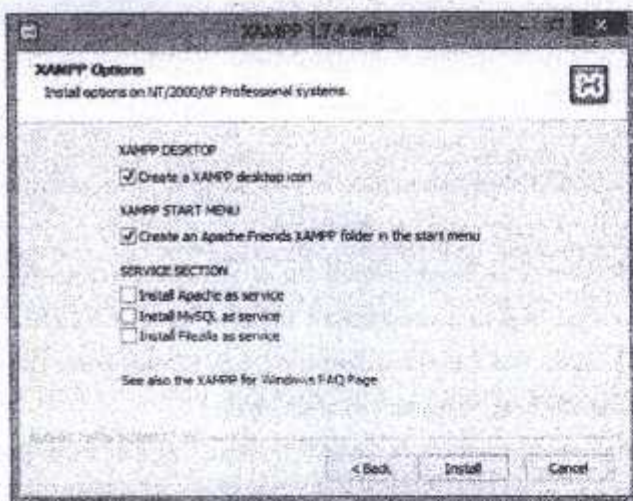 XAMPP 1.7.4 win32
XAMPP Options
Install options on NT/2000/XP Professional systems.
XAMPP DESKTOP
Create a XAMPP desktop icon
XAMPP START MENU
Create an Apache Friends XAMPP folder in the start menu
SERVICE SECTION
Install Apache as service
Install MySQL as service
Install Filezilla as service
See also the XAMPP for Windows FAQ Page
< Back
Install
Cancel